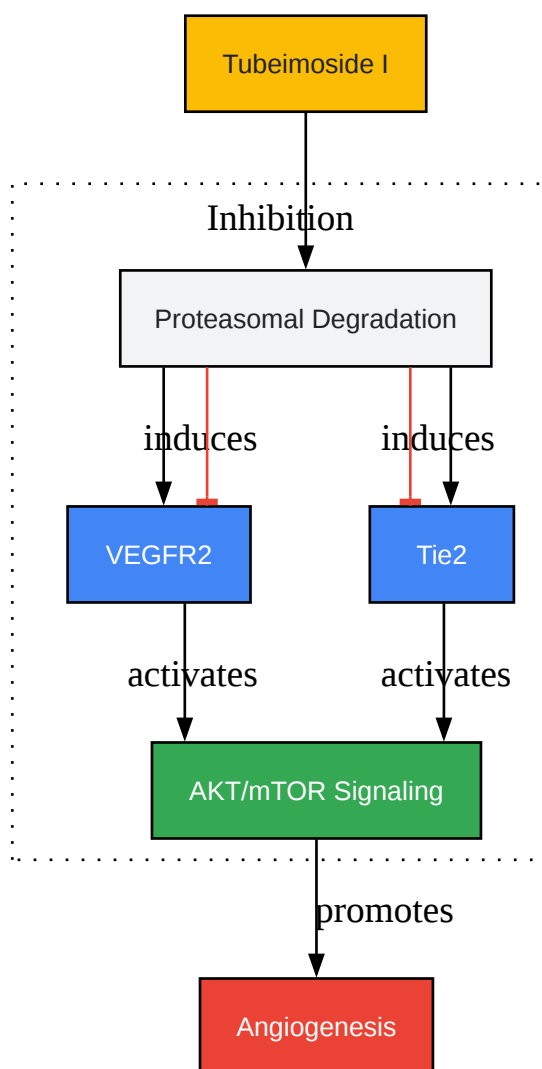 Tubeimoside I
Inhibition
Proteasomal Degradation
induces
induces
VEGFR2
Tie2
activates
activates
AKT/mTOR Signaling
promotes
Angiogenesis